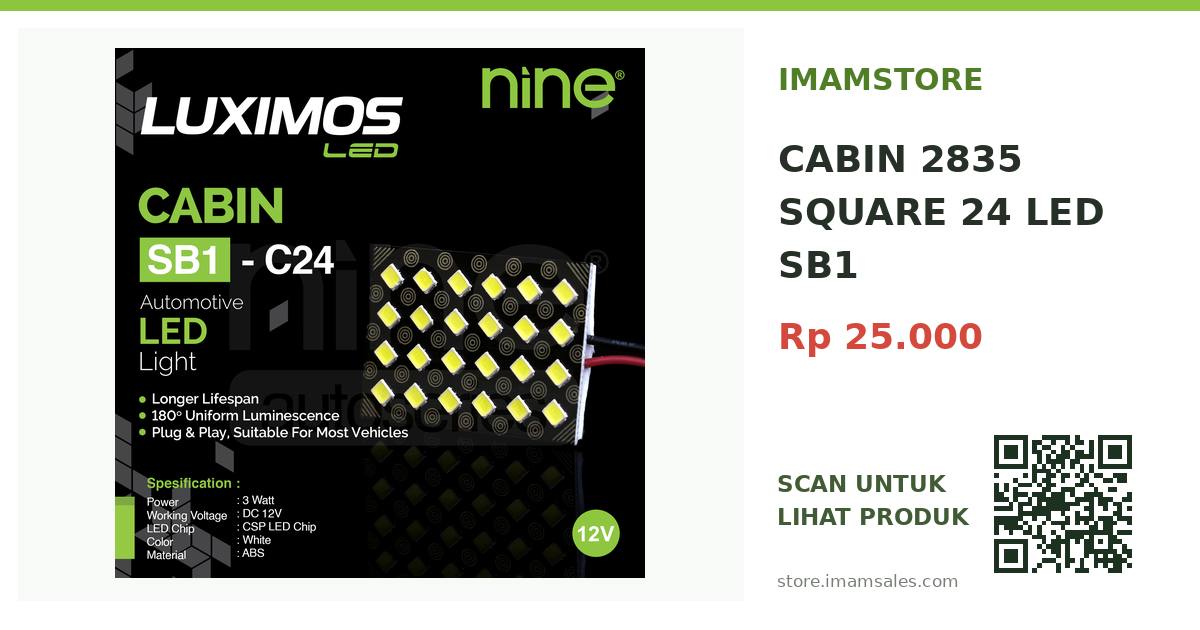 nine®
LUXIMOS
LED
CABIN
SB1 - C24
Automotive
LED
Light
Longer Lifespan
180° Uniform Luminescence
Plug & Play, Suitable For Most Vehicles
Spesification :
Power : 3 Watt
Working Voltage : DC 12V
LED Chip : CSP LED Chip
Color : White
Material : ABS
12V
IMAMSTORE
CABIN 2835
SQUARE 24 LED
SB1
Rp 25.000
SCAN UNTUK
LIHAT PRODUK
store.imamsales.com